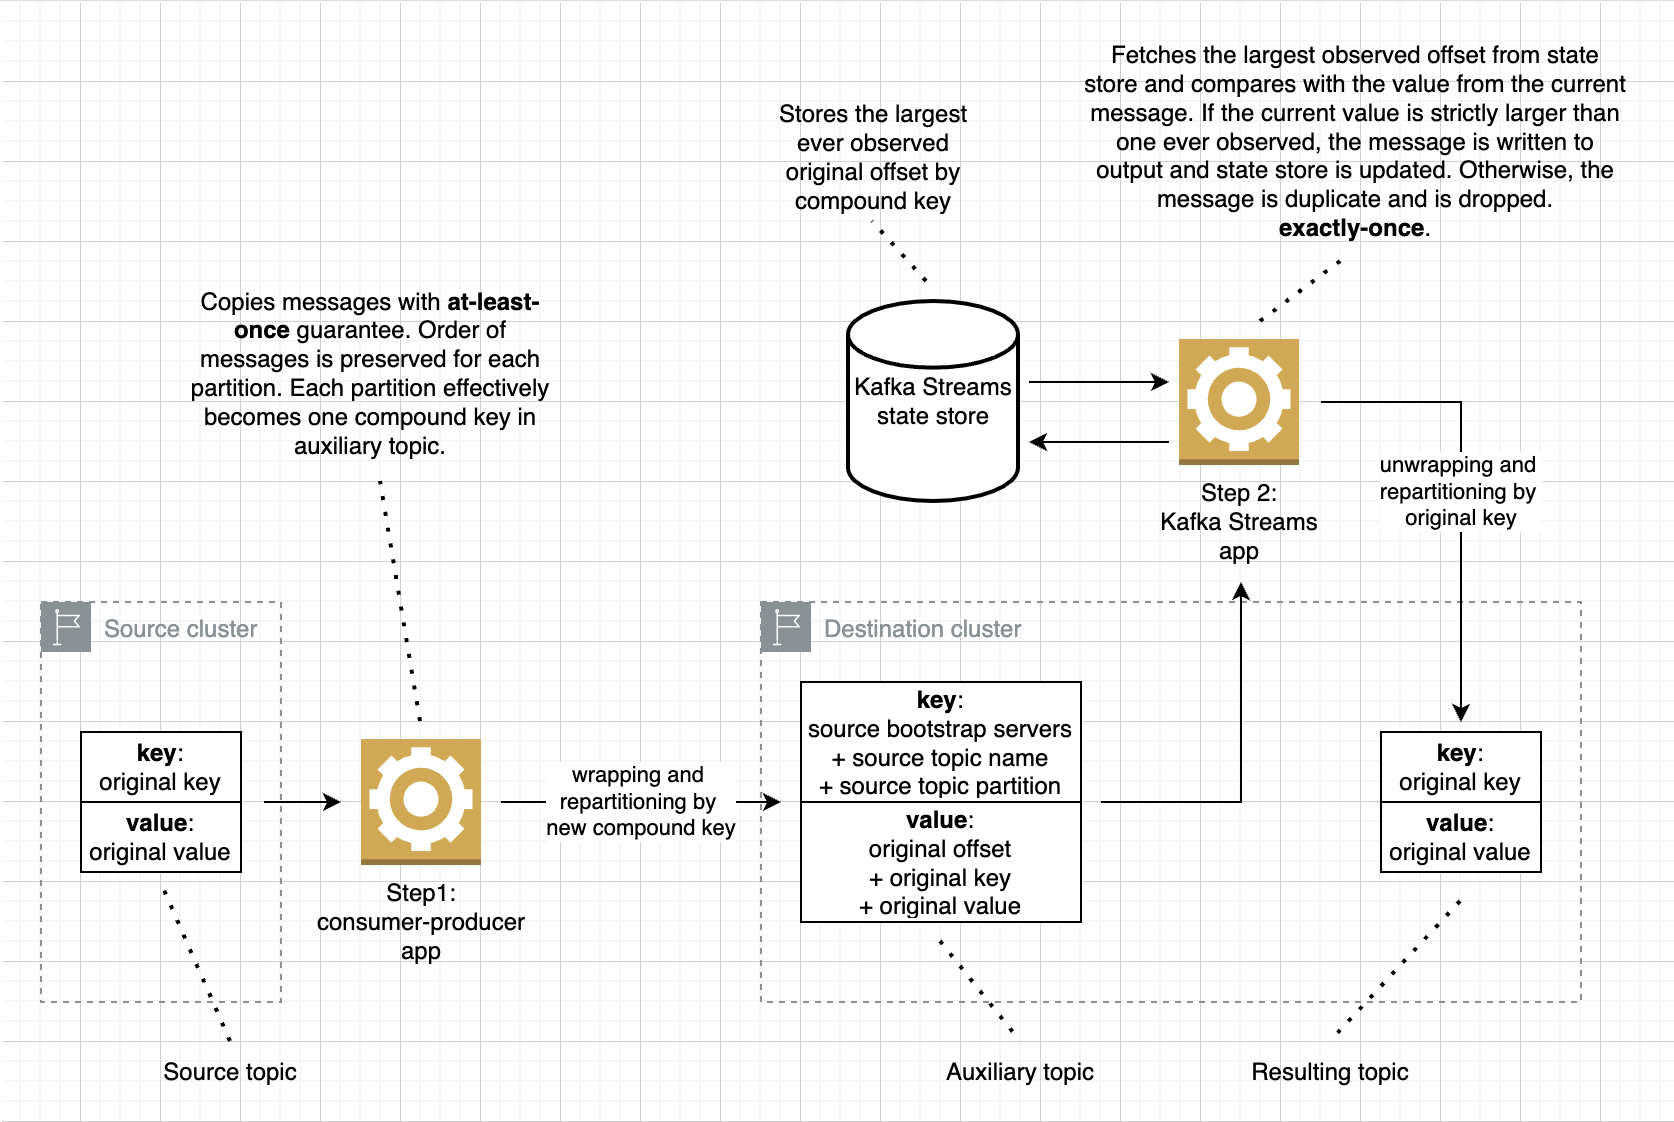 Fetches the largest observed offset from state
store and compares with the value from the current
message. If the current value is strictly larger than
one ever observed, the message is written to
output and state store is updated. Otherwise, the
message is duplicate and is dropped.
exactly-once.
Stores the largest
ever observed
original offset by
compound key
Copies messages with at-least-
once guarantee. Order of
messages is preserved for each
partition. Each partition effectively
becomes one compound key in
auxiliary topic.
Kafka Streams
state store
Step 2:
Kafka Streams
app
unwrapping and
repartitioning by
original key
Source cluster
Destination cluster
key:
original key
value:
original value
Step1:
consumer-producer
app
wrapping and
repartitioning by
new compound key
key:
source bootstrap servers
+ source topic name
+ source topic partition
value:
original offset
+ original key
+ original value
key:
original key
value:
original value
Source topic
Auxiliary topic
Resulting topic